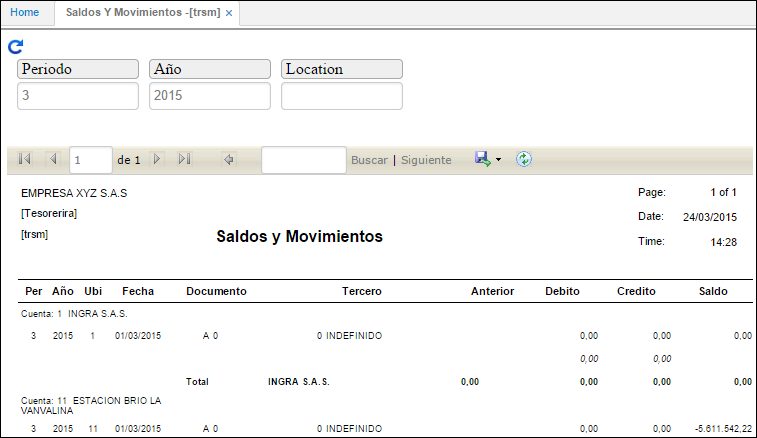 Home Saldos Y Movimientos -[trsm] ×
Periodo Año Location
3 2015
1 de 1 Buscar | Siguiente
EMPRESA XYZ S.A.S Page: 1 of 1
[Tesorerira] Date: 24/03/2015
[trsm] Saldos y Movimientos Time: 14:28
Per Año Ubi Fecha Documento Tercero Anterior Debito Credito Saldo
Cuenta: 1 INGRA S.A.S.
3 2015 1 01/03/2015 A 0 0 INDEFINIDO 0,00 0,00 0,00
0,00 0,00
Total INGRA S.A.S. 0,00 0,00 0,00 0,00
Cuenta: 11 ESTACION BRIO LA
VANVALINA
3 2015 11 01/03/2015 A 0 0 INDEFINIDO 0,00 0,00 -5.611.542,22